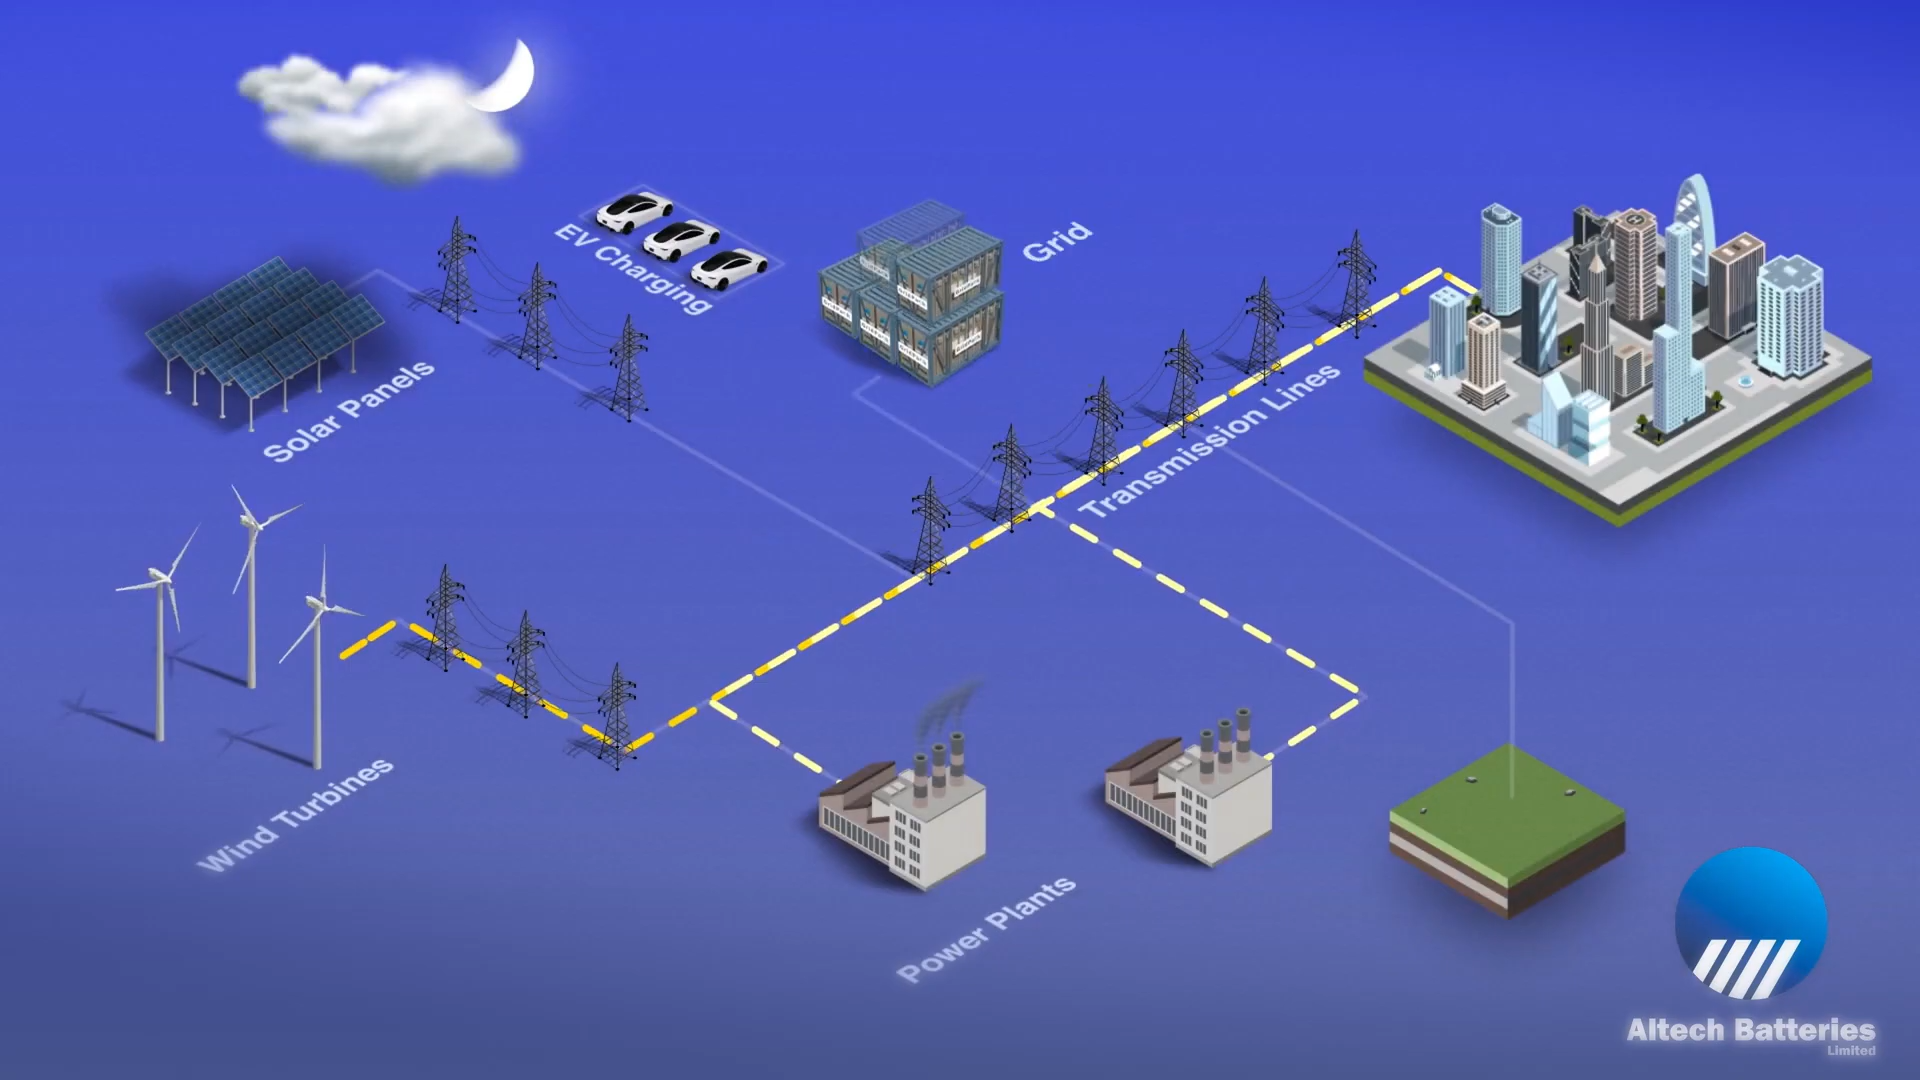 EV Charging
Grid
Solar Panels
Transmission Lines
Wind Turbines
Power Plants
Altech Batteries
Limited